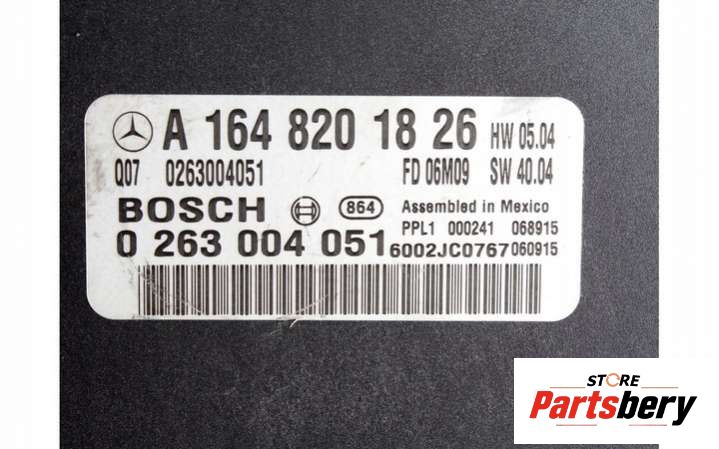 A 164 820 18 26 HW 05.04
Q07 0263004051 FD 06M09 SW 40.04
BOSCH 864 Assembled in Mexico
PPL1 000241 068915
0 263 004 051 6002JC0767 060915
STORE
Partsbery